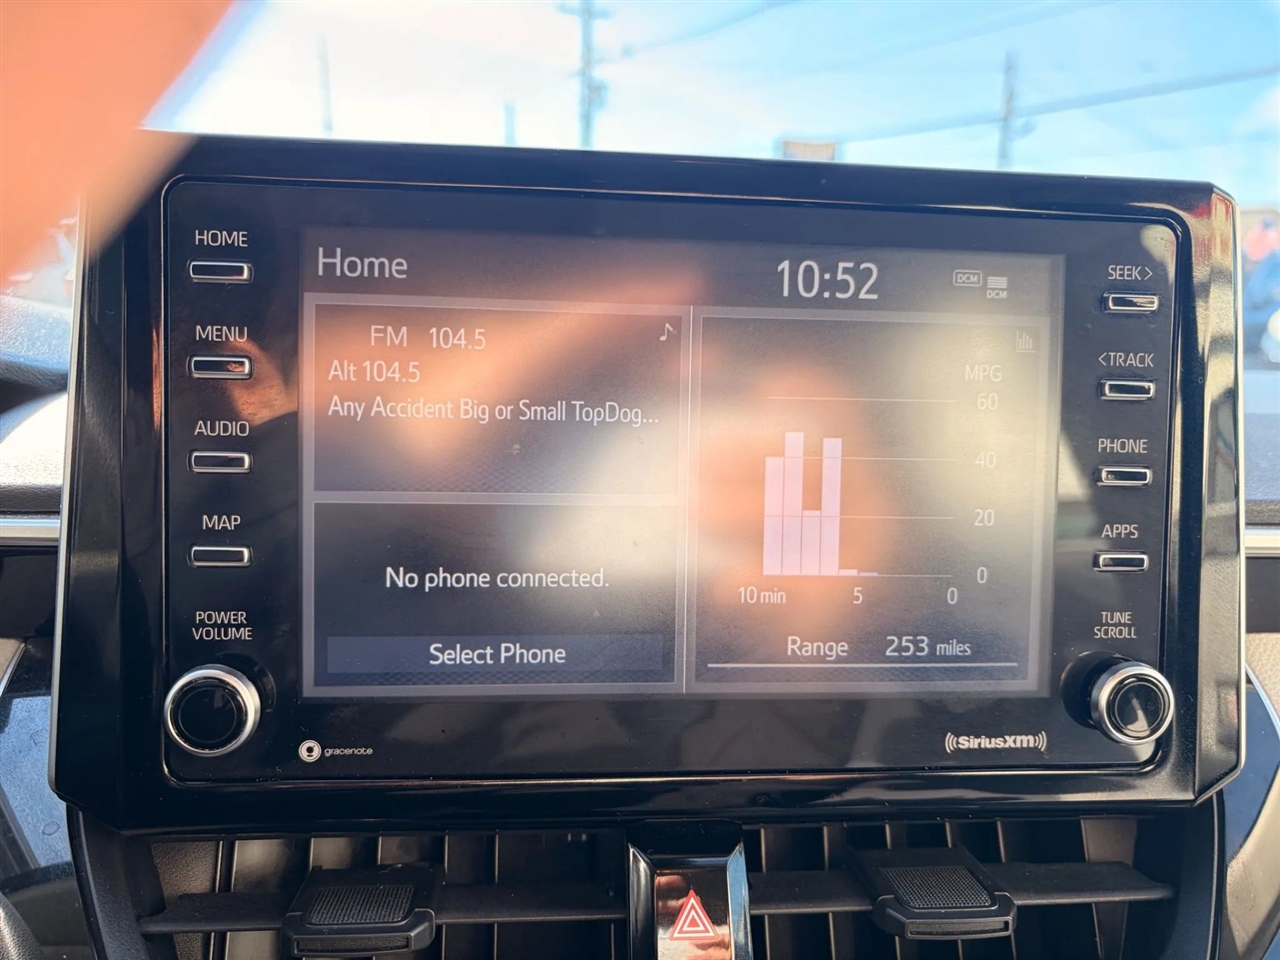 HOME
MENU
AUDIO
MAP
POWER
VOLUME
Home
10:52
DCM
DCM
FM 104.5
Alt 104.5
Any Accident Big or Small TopDog...
No phone connected.
Select Phone
MPG
60
40
20
0
10 min 5 0
Range 253 miles
SEEK>
<TRACK
PHONE
APPS
TUNE
SCROLL
gracenote
((SiriusXM))